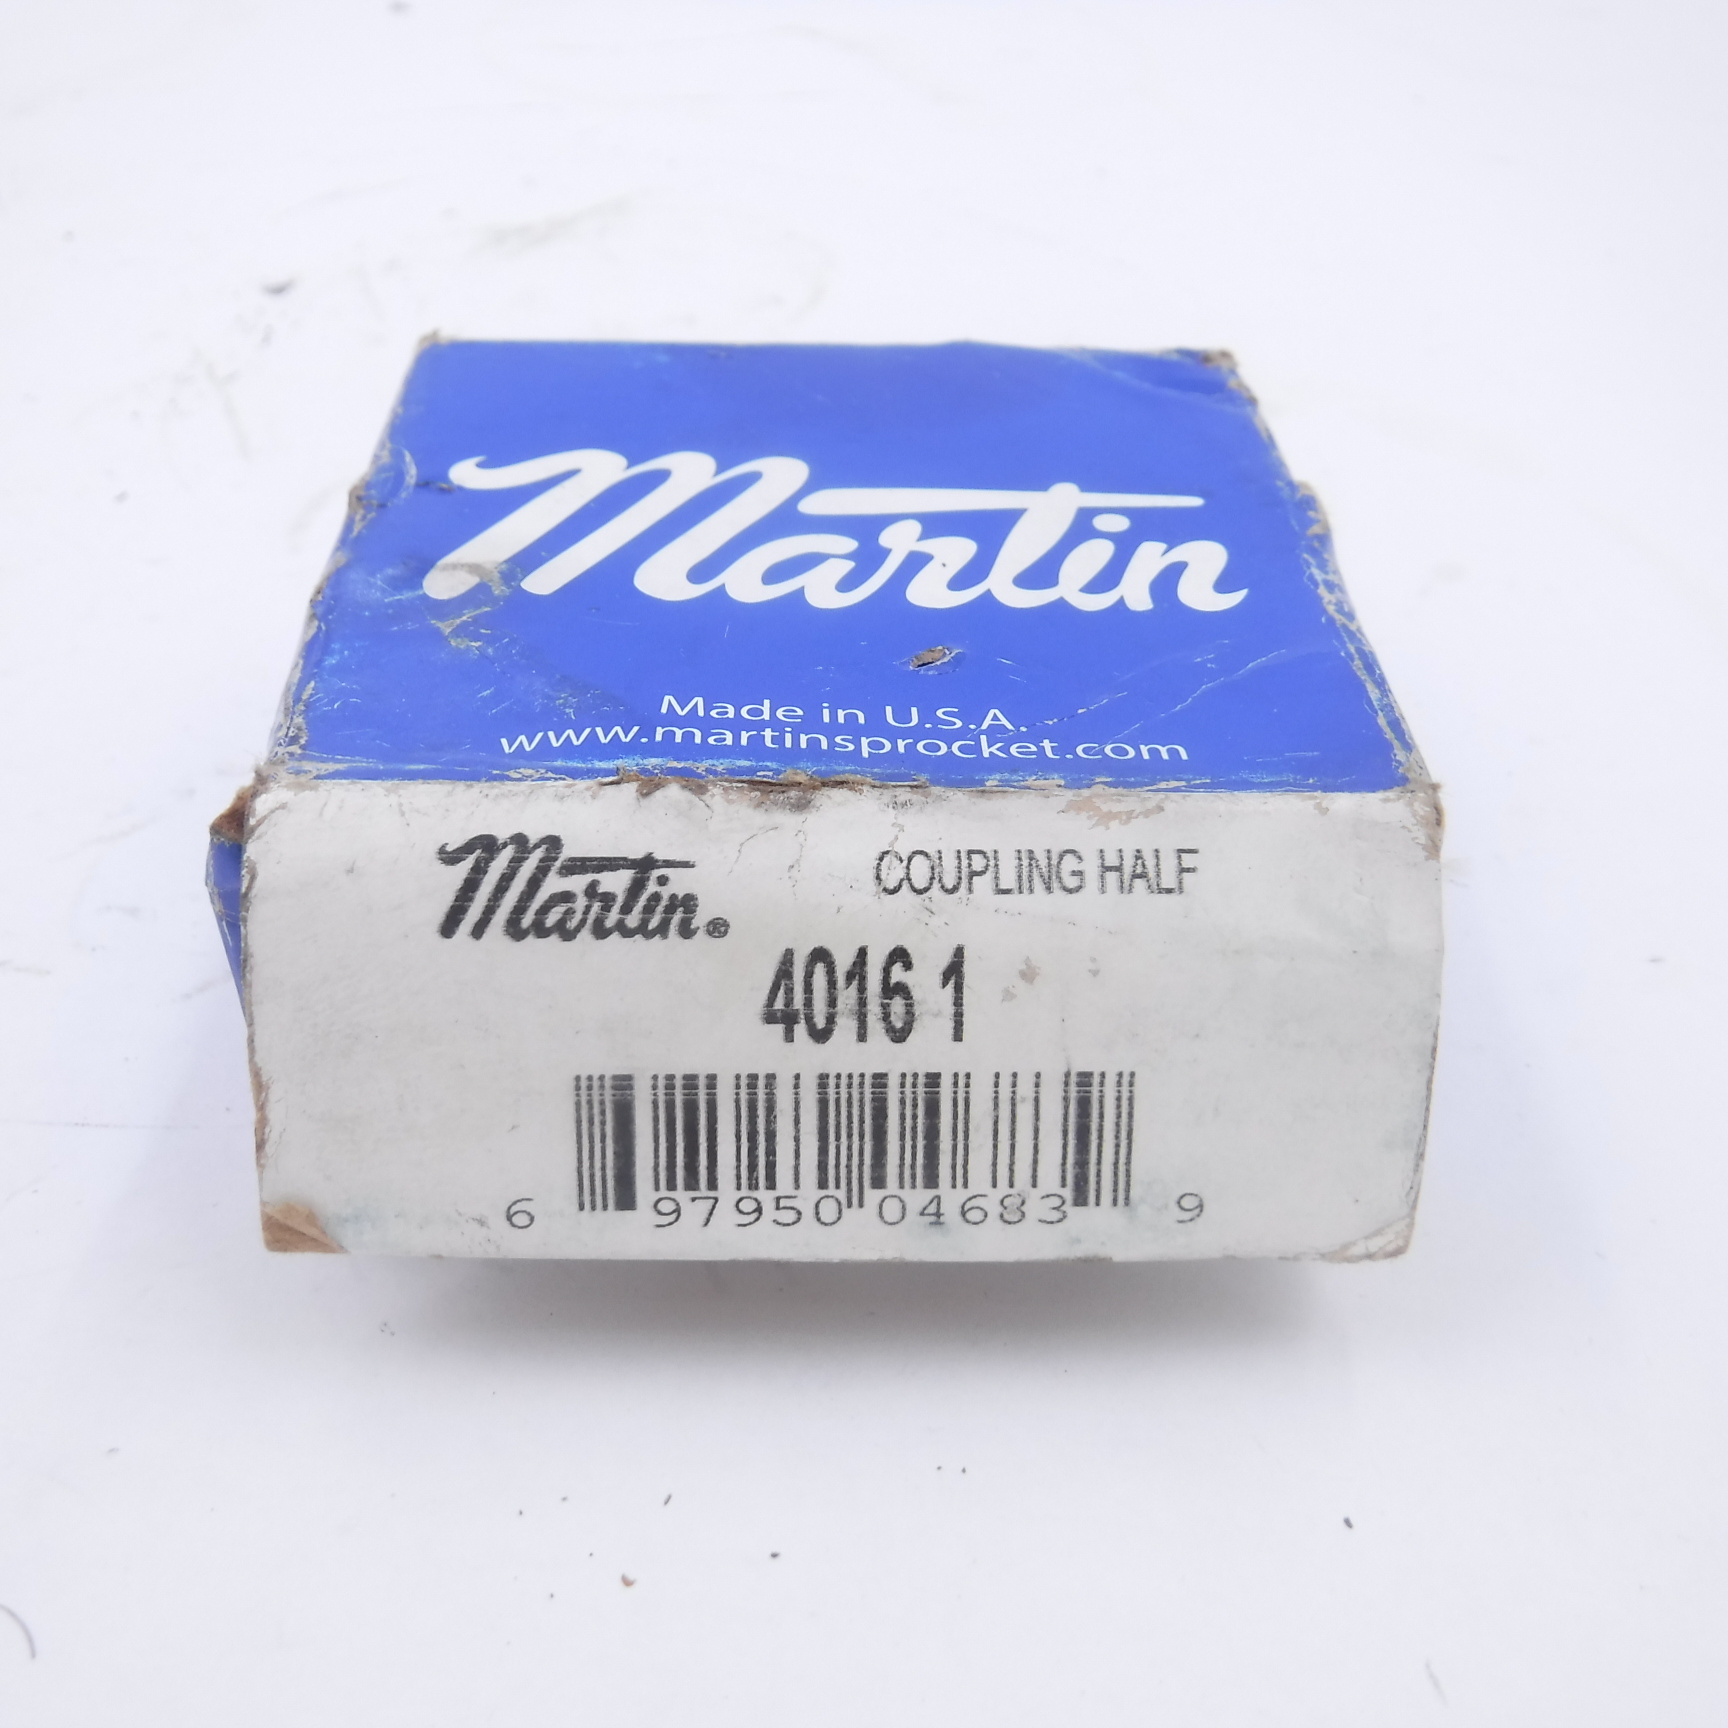 Martin
Made in U.S.A.
www.martinsprocket.com
Martin® COUPLING HALF
4016 1
6 97950 04683 9